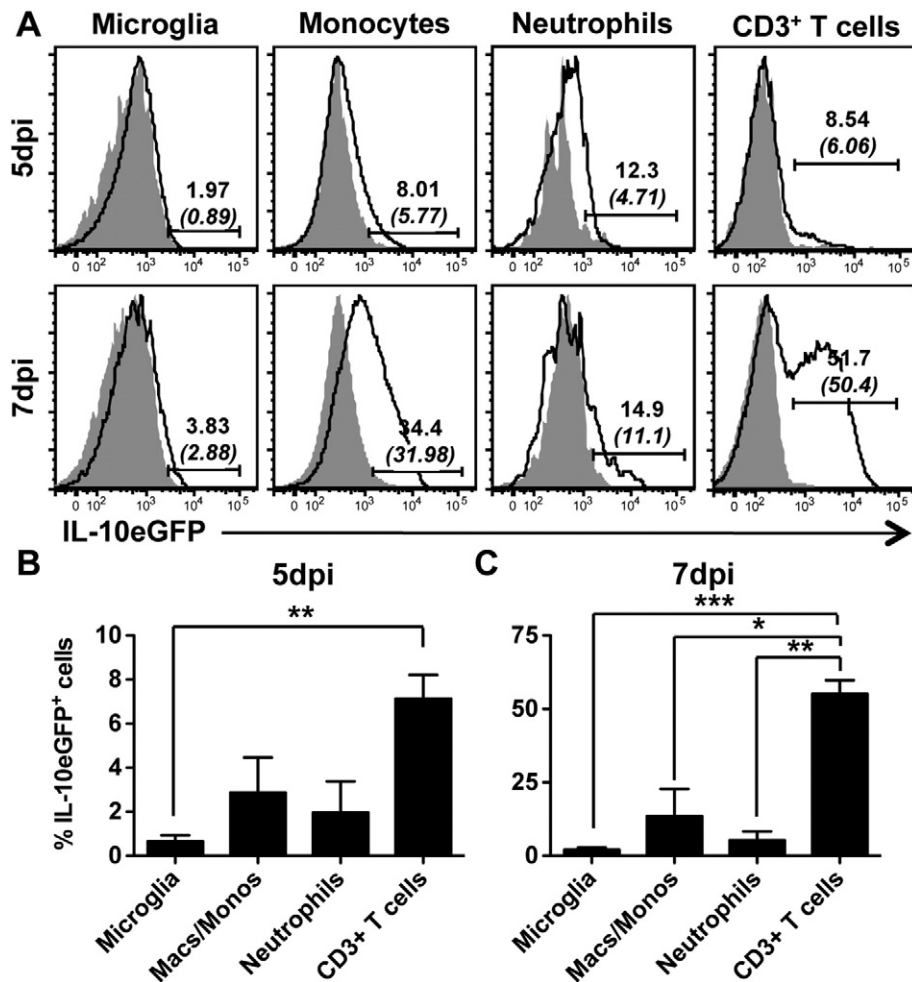 A
Microglia Monocytes Neutrophils CD3+ T cells
5dpi
1.97 8.01 12.3 8.54
(0.89) (5.77) (4.71) (6.06)
0 10² 10³ 10⁴ 10⁵ 0 10² 10³ 10⁴ 10⁵ 0 10² 10³ 10⁴ 10⁵ 0 10² 10³ 10⁴ 10⁵
7dpi
3.83 34.4 14.9 51.7
(2.88) (31.98) (11.1) (50.4)
0 10² 10³ 10⁴ 10⁵ 0 10² 10³ 10⁴ 10⁵ 0 10² 10³ 10⁴ 10⁵ 0 10² 10³ 10⁴ 10⁵
IL-10eGFP
B 5dpi
% IL-10eGFP+ cells
10
8
6
4
2
0
**
Microglia
Macs/Monos
Neutrophils
CD3+ T cells
C 7dpi
75
50
25
0
***
*
**
Microglia
Macs/Monos
Neutrophils
CD3+ T cells